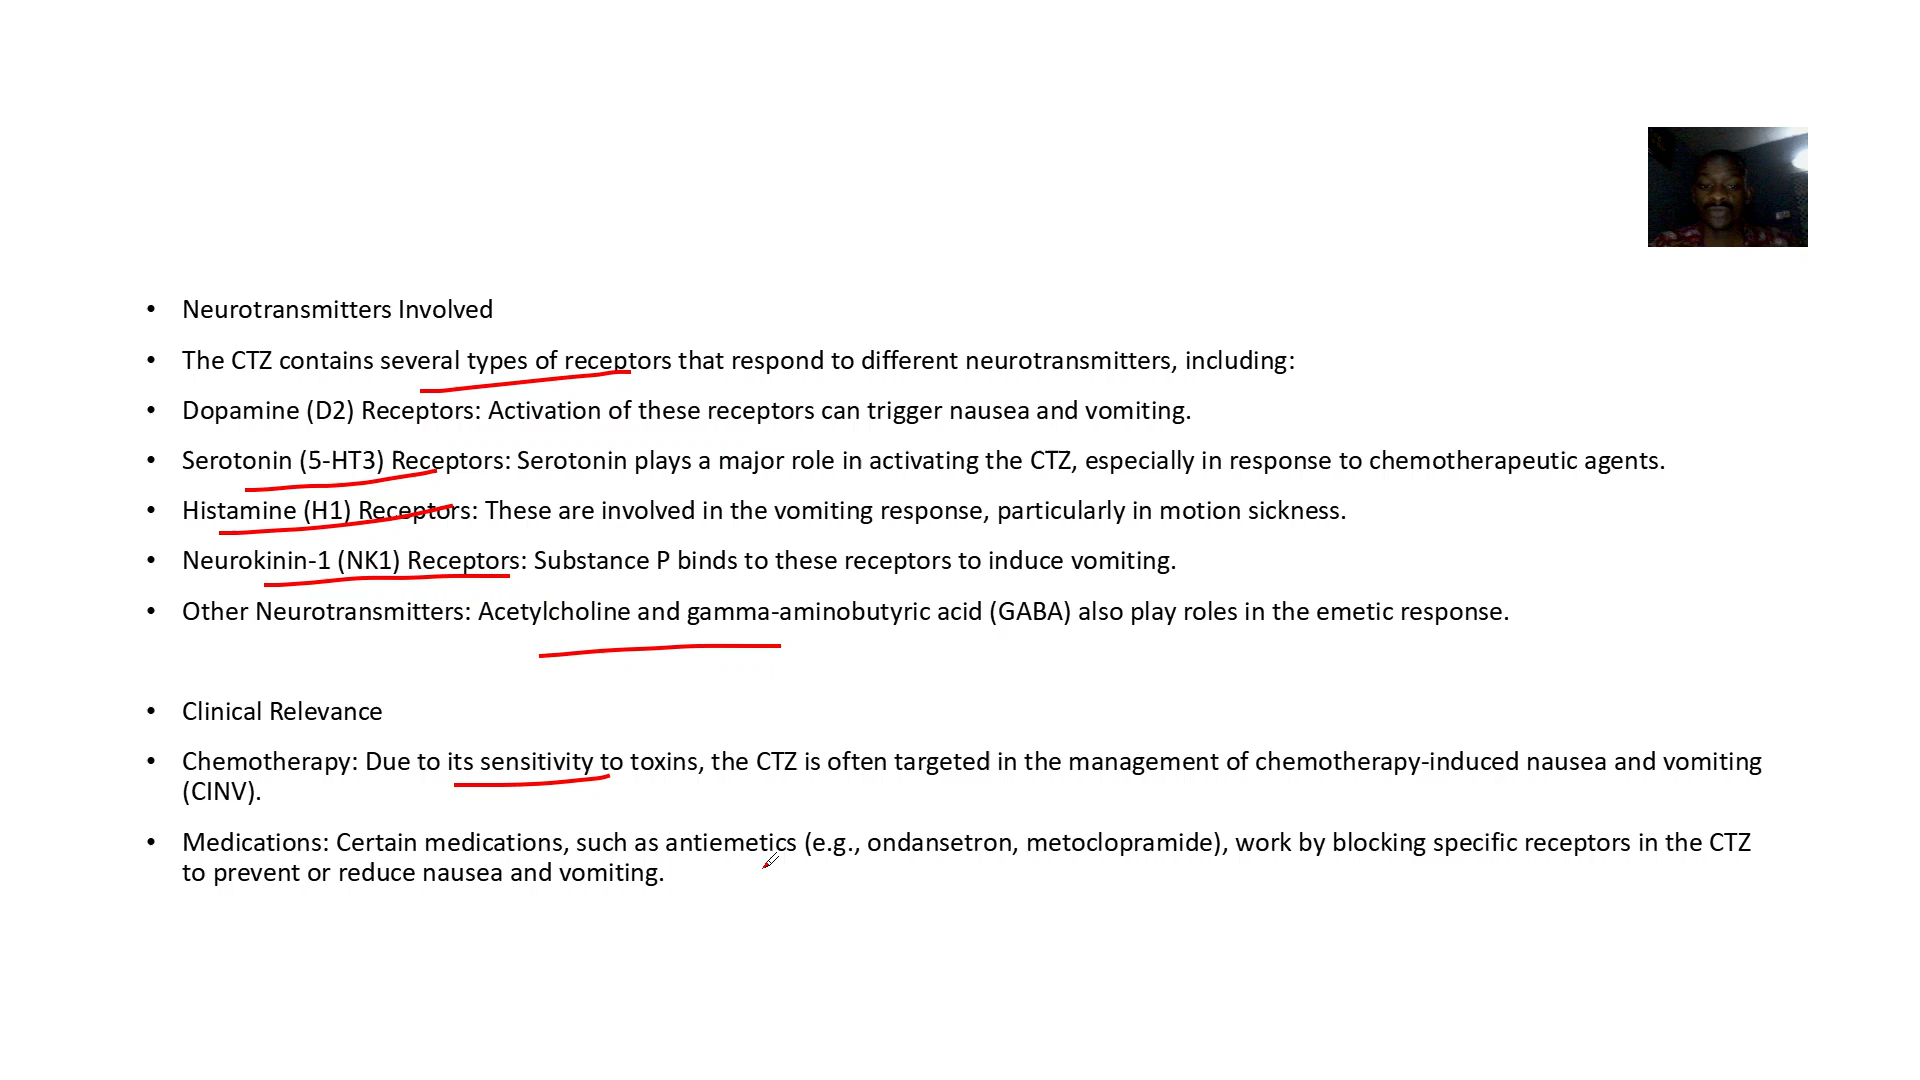 • Neurotransmitters Involved
• The CTZ contains several types of receptors that respond to different neurotransmitters, including:
• Dopamine (D2) Receptors: Activation of these receptors can trigger nausea and vomiting.
• Serotonin (5-HT3) Receptors: Serotonin plays a major role in activating the CTZ, especially in response to chemotherapeutic agents.
• Histamine (H1) Receptors: These are involved in the vomiting response, particularly in motion sickness.
• Neurokinin-1 (NK1) Receptors: Substance P binds to these receptors to induce vomiting.
• Other Neurotransmitters: Acetylcholine and gamma-aminobutyric acid (GABA) also play roles in the emetic response.
• Clinical Relevance
• Chemotherapy: Due to its sensitivity to toxins, the CTZ is often targeted in the management of chemotherapy-induced nausea and vomiting
(CINV).
• Medications: Certain medications, such as antiemetics (e.g., ondansetron, metoclopramide), work by blocking specific receptors in the CTZ
to prevent or reduce nausea and vomiting.